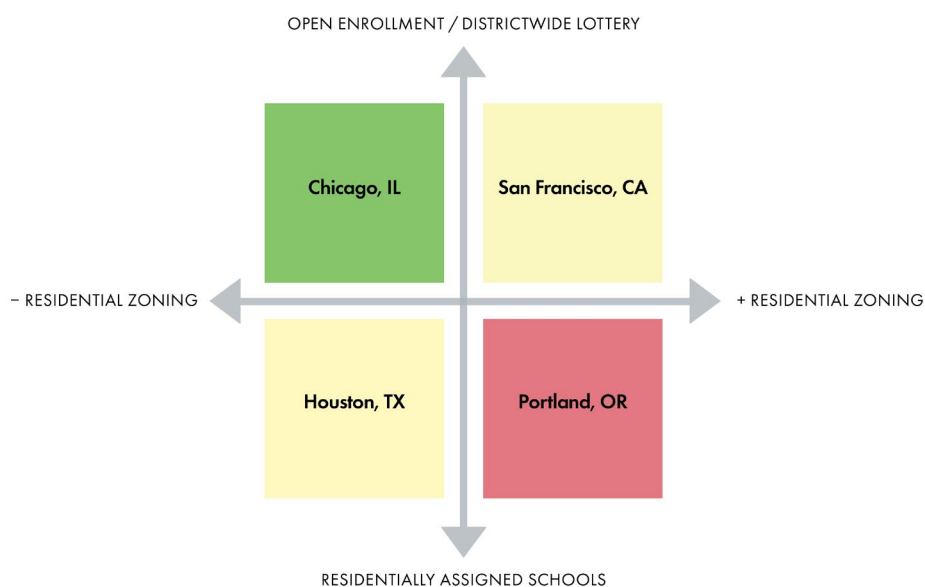 OPEN ENROLLMENT / DISTRICTWIDE LOTTERY
Chicago, IL
San Francisco, CA
– RESIDENTIAL ZONING
+ RESIDENTIAL ZONING
Houston, TX
Portland, OR
RESIDENTIALLY ASSIGNED SCHOOLS